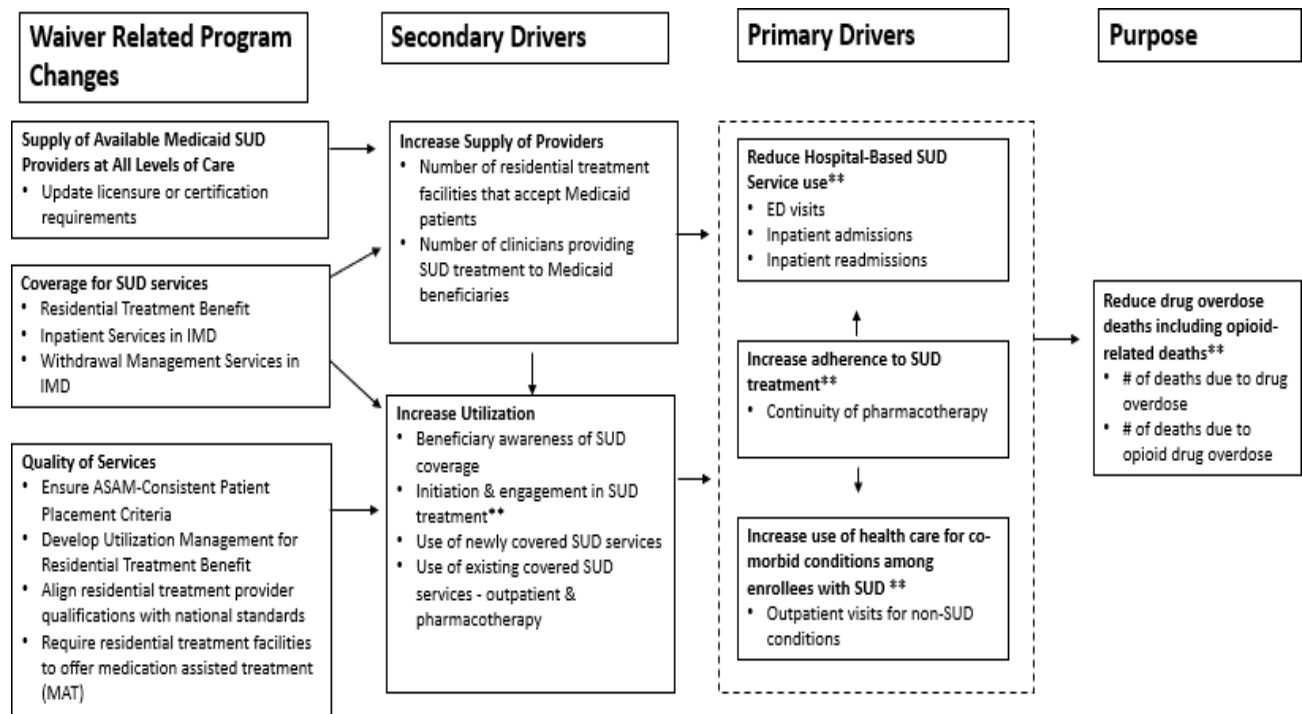 Waiver Related Program
Changes
Secondary Drivers
Primary Drivers
Purpose
Supply of Available Medicaid SUD
Providers at All Levels of Care
• Update licensure or certification
requirements
Coverage for SUD services
• Residential Treatment Benefit
• Inpatient Services in IMD
• Withdrawal Management Services in
IMD
Quality of Services
• Ensure ASAM-Consistent Patient
Placement Criteria
• Develop Utilization Management for
Residential Treatment Benefit
• Align residential treatment provider
qualifications with national standards
• Require residential treatment facilities
to offer medication assisted treatment
(MAT)
Increase Supply of Providers
• Number of residential treatment
facilities that accept Medicaid
patients
• Number of clinicians providing
SUD treatment to Medicaid
beneficiaries
Increase Utilization
• Beneficiary awareness of SUD
coverage
• Initiation & engagement in SUD
treatment**
• Use of newly covered SUD services
• Use of existing covered SUD
services - outpatient &
pharmacotherapy
Reduce Hospital-Based SUD
Service use**
• ED visits
• Inpatient admissions
• Inpatient readmissions
Increase adherence to SUD
treatment**
• Continuity of pharmacotherapy
Increase use of health care for co-
morbid conditions among
enrollees with SUD **
• Outpatient visits for non-SUD
conditions
Reduce drug overdose
deaths including opioid-
related deaths**
• # of deaths due to drug
overdose
• # of deaths due to
opioid drug overdose